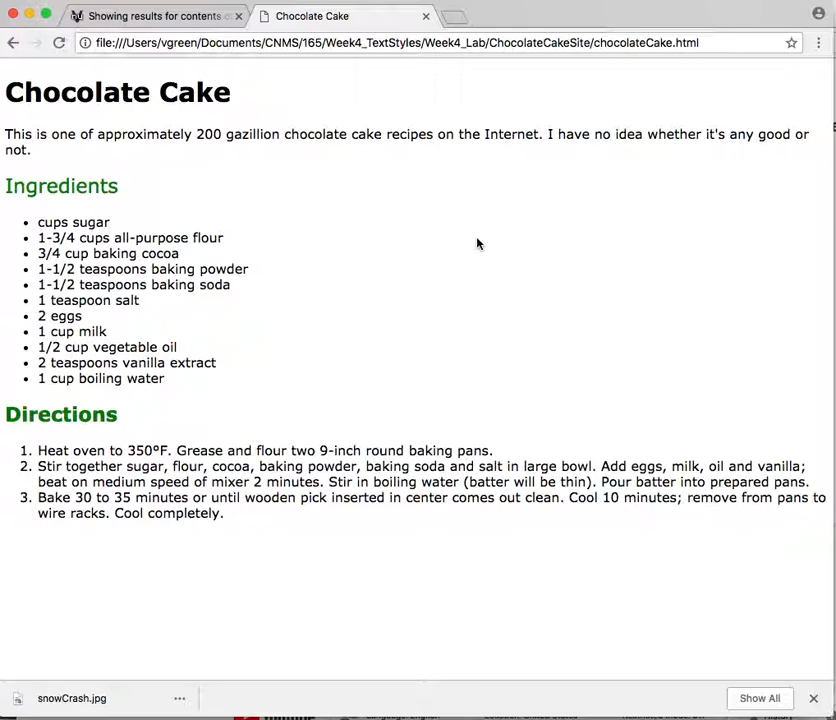 Showing results for contents
Chocolate Cake
file:///Users/vgreen/Documents/CNMS/165/Week4_TextStyles/Week4_Lab/ChocolateCakeSite/chocolateCake.html
Chocolate Cake
This is one of approximately 200 gazillion chocolate cake recipes on the Internet. I have no idea whether it's any good or
not.
Ingredients
• cups sugar
• 1-3/4 cups all-purpose flour
• 3/4 cup baking cocoa
• 1-1/2 teaspoons baking powder
• 1-1/2 teaspoons baking soda
• 1 teaspoon salt
• 2 eggs
• 1 cup milk
• 1/2 cup vegetable oil
• 2 teaspoons vanilla extract
• 1 cup boiling water
Directions
1. Heat oven to 350ºF. Grease and flour two 9-inch round baking pans.
2. Stir together sugar, flour, cocoa, baking powder, baking soda and salt in large bowl. Add eggs, milk, oil and vanilla;
beat on medium speed of mixer 2 minutes. Stir in boiling water (batter will be thin). Pour batter into prepared pans.
3. Bake 30 to 35 minutes or until wooden pick inserted in center comes out clean. Cool 10 minutes; remove from pans to
wire racks. Cool completely.
snowCrash.jpg
Show All